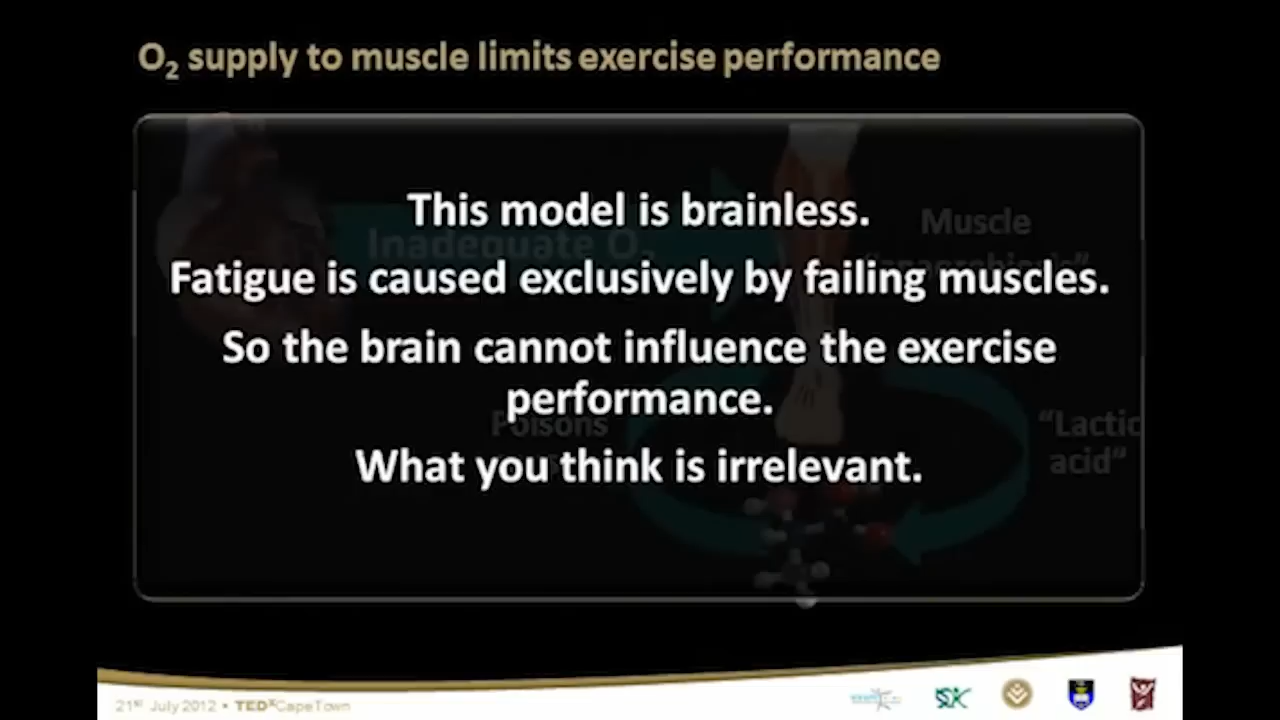 O2 supply to muscle limits exercise performance
This model is brainless.
Inadequate O2
Muscle
Fatigue is caused exclusively by failing muscles.
So the brain cannot influence the exercise
performance.
Poisons
"Lactic
acid"
What you think is irrelevant.
21st July 2012 • TEDxCapeTown